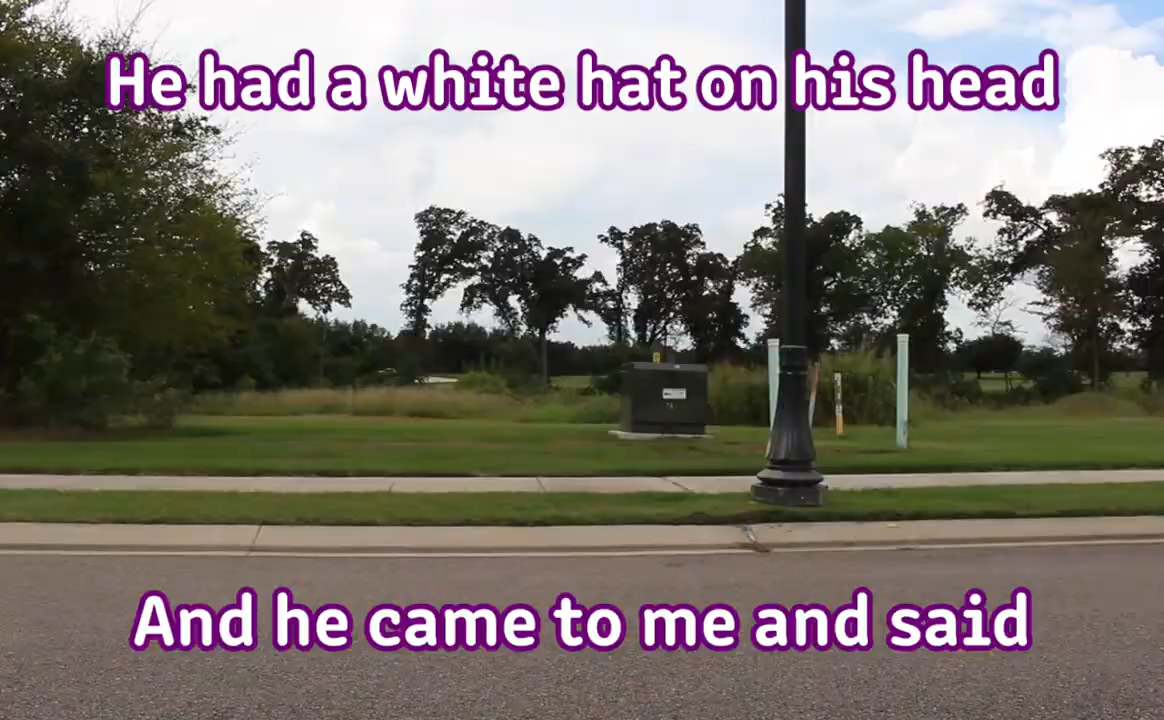 He had a white hat on his head
And he came to me and said